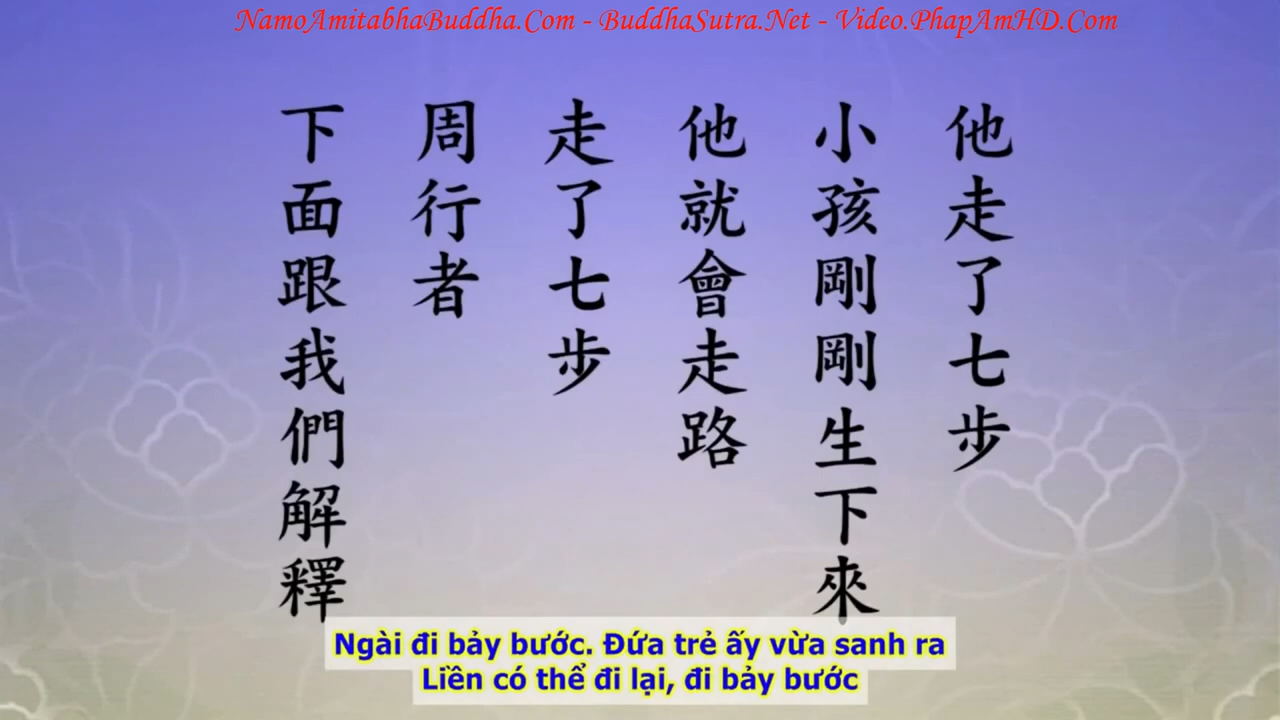 NamoAmitabhaBuddha.Com - BuddhaSutra.Net - Video.PhapAmHD.Com
他走了七步
小孩剛剛生下來
他就會走路
走了七步
周行者
下面跟我們解釋
Ngài đi bảy bước. Đứa trẻ ấy vừa sanh ra
Liền có thể đi lại, đi bảy bước